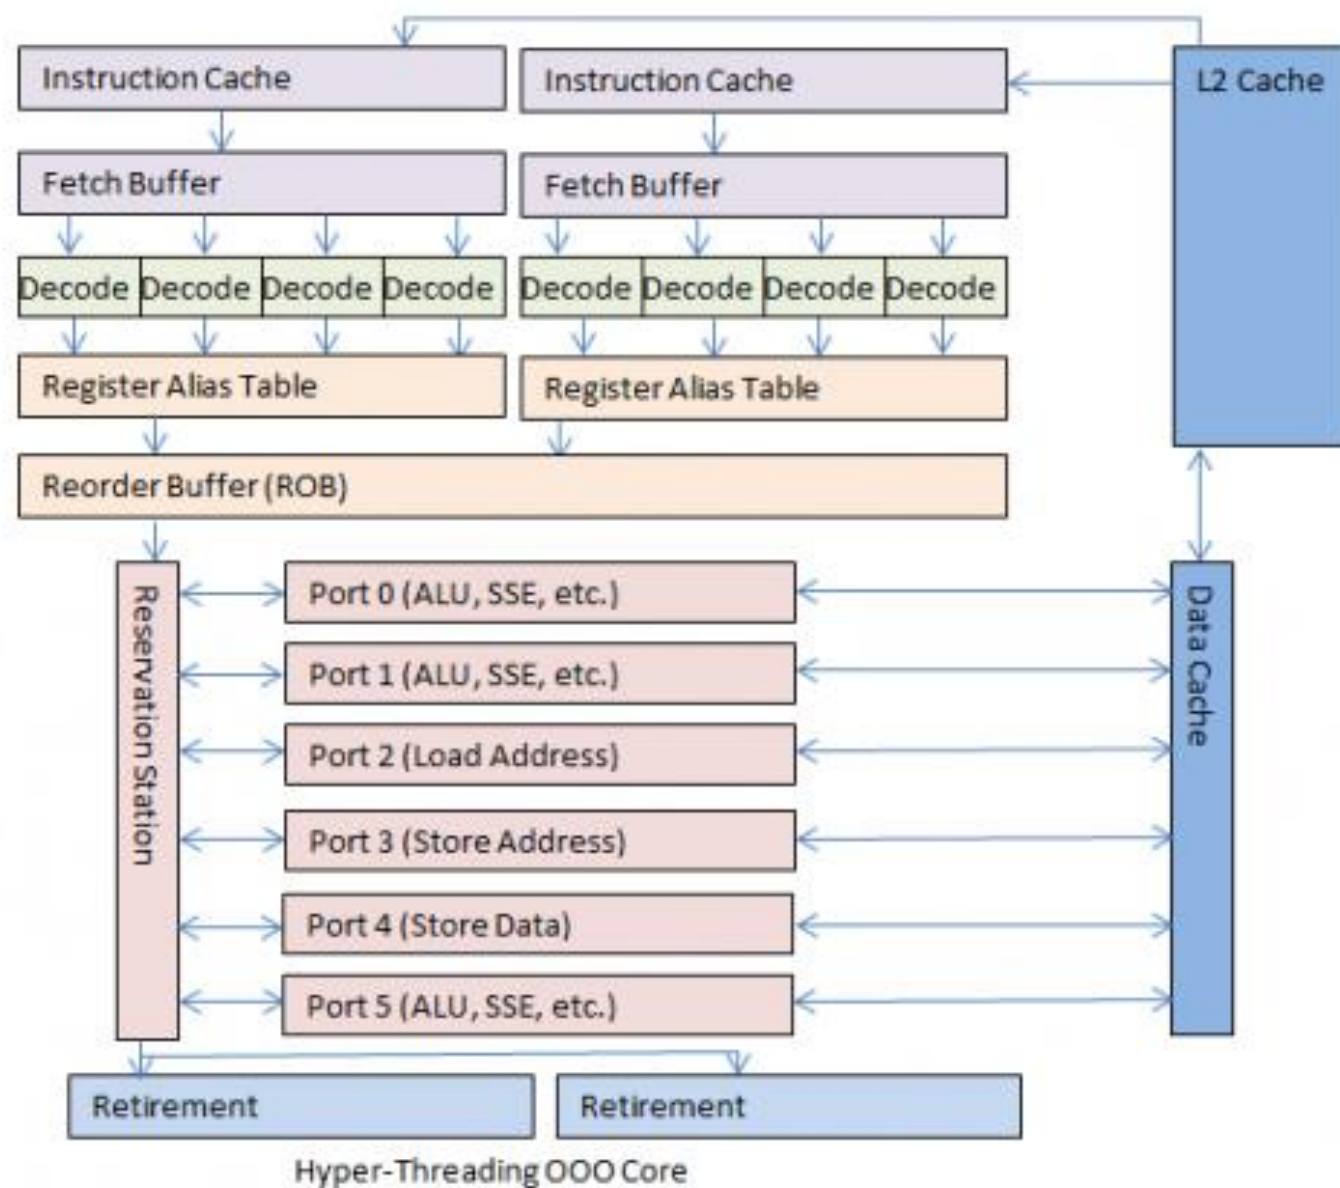 Instruction Cache
Instruction Cache
L2 Cache
Fetch Buffer
Fetch Buffer
Decode Decode Decode Decode
Decode Decode Decode Decode
Register Alias Table
Register Alias Table
Reorder Buffer (ROB)
Reservation Station
Port 0 (ALU, SSE, etc.)
Port 1 (ALU, SSE, etc.)
Port 2 (Load Address)
Port 3 (Store Address)
Port 4 (Store Data)
Port 5 (ALU, SSE, etc.)
Data Cache
Retirement
Retirement
Hyper-Threading OOO Core